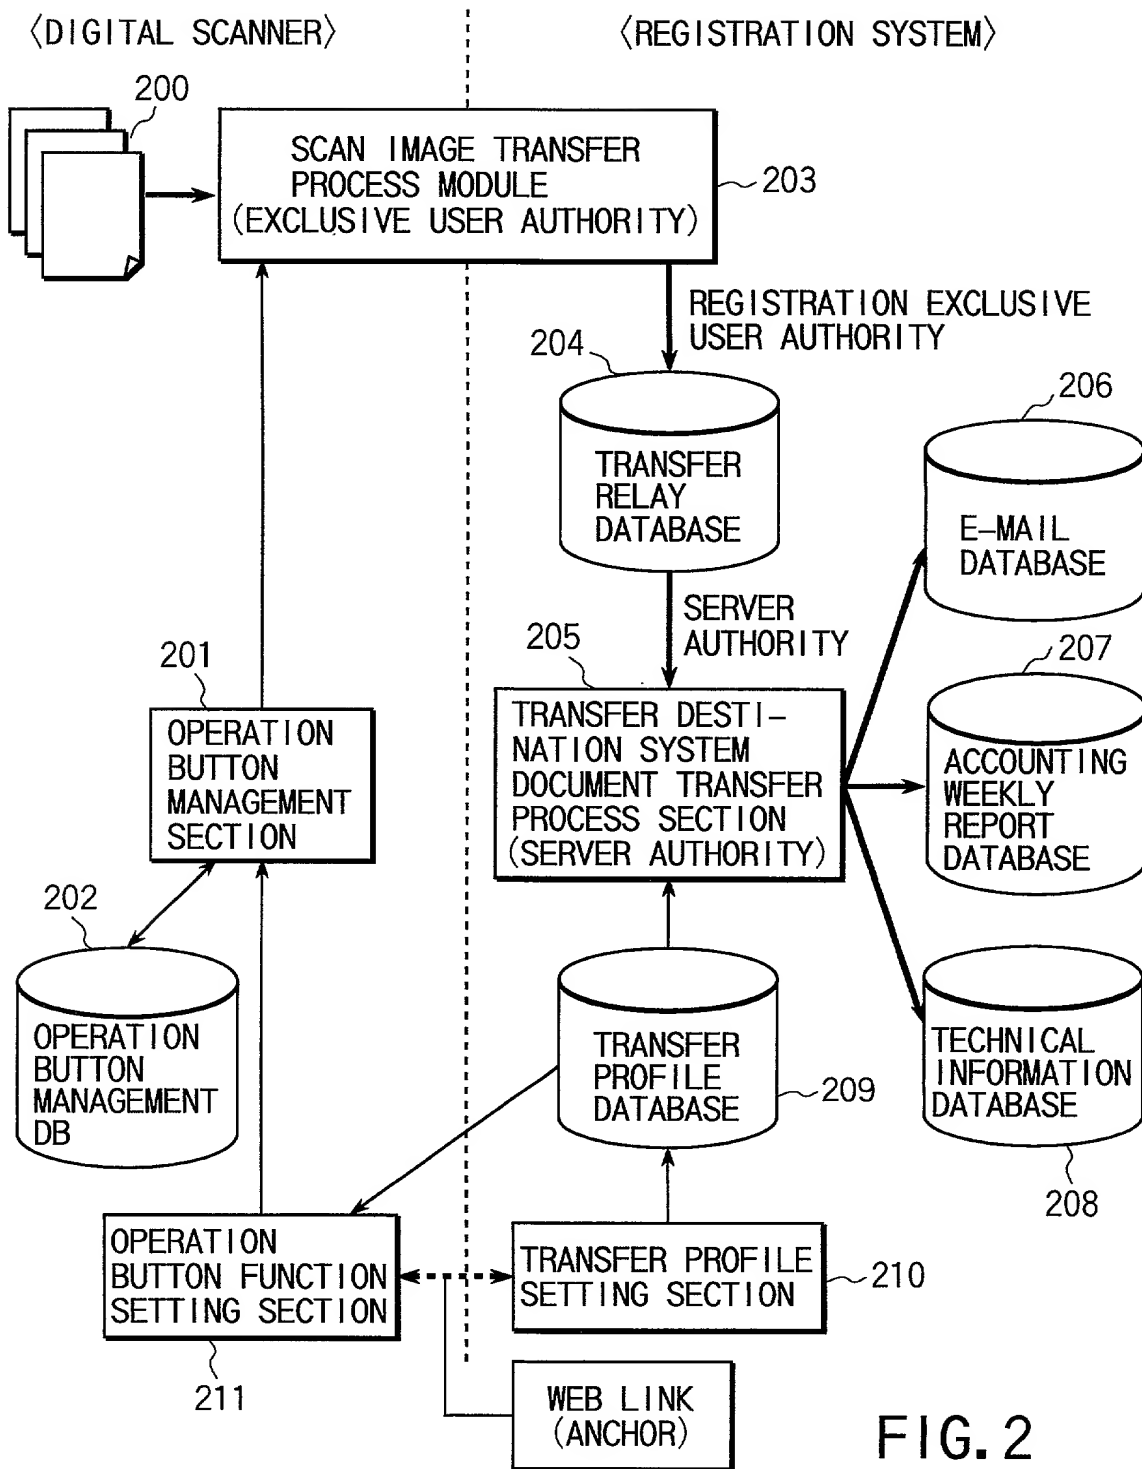 〈DIGITAL SCANNER〉
〈REGISTRATION SYSTEM〉
200
SCAN IMAGE TRANSFER
PROCESS MODULE
(EXCLUSIVE USER AUTHORITY)
203
REGISTRATION EXCLUSIVE
USER AUTHORITY
204
TRANSFER
RELAY
DATABASE
206
E-MAIL
DATABASE
SERVER
AUTHORITY
205
201
207
OPERATION
BUTTON
MANAGEMENT
SECTION
TRANSFER DESTI-
NATION SYSTEM
DOCUMENT TRANSFER
PROCESS SECTION
(SERVER AUTHORITY)
ACCOUNTING
WEEKLY
REPORT
DATABASE
202
OPERATION
BUTTON
MANAGEMENT
DB
TRANSFER
PROFILE
DATABASE
209
TECHNICAL
INFORMATION
DATABASE
208
OPERATION
BUTTON FUNCTION
SETTING SECTION
211
TRANSFER PROFILE
SETTING SECTION
210
WEB LINK
(ANCHOR)
FIG. 2